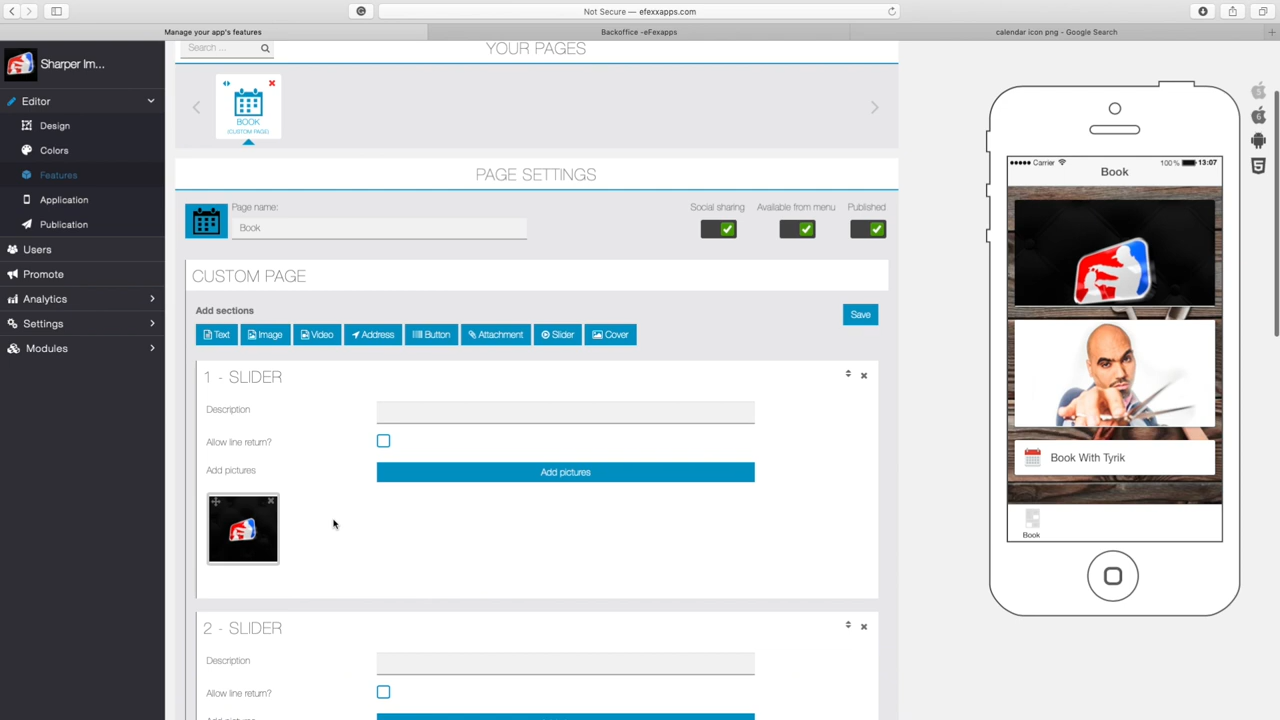 Not Secure — efexxapps.com
Manage your app's features
Backoffice -eFexapps
calendar icon png - Google Search
Sharper Im...
Editor
Design
Colors
Features
Application
Publication
Users
Promote
Analytics
Settings
Modules
Search ...
YOUR PAGES
BOOK
(CUSTOM PAGE)
PAGE SETTINGS
Page name:
Book
Social sharing
Available from menu
Published
CUSTOM PAGE
Add sections
Save
Text
Image
Video
Address
Button
Attachment
Slider
Cover
1 - SLIDER
Description
Allow line return?
Add pictures
Add pictures
2 - SLIDER
Description
Allow line return?
Carrier
100 %
13:07
Book
Book With Tyrik
Book